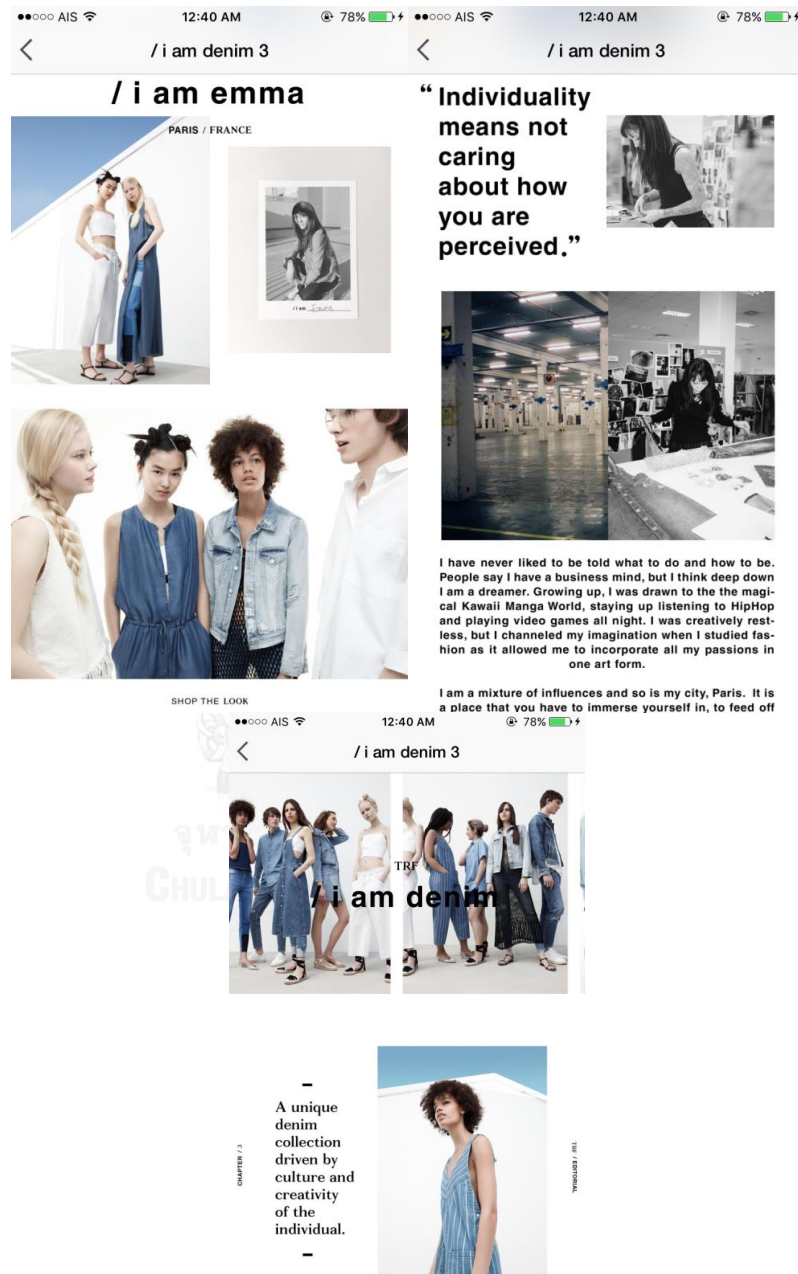 AIS
12:40 AM
78%
/ i am denim 3
/ i am emma
PARIS / FRANCE
/ I am
SHOP THE LOOK
AIS
12:40 AM
78%
/ i am denim 3
“ Individuality
means not
caring
about how
you are
perceived.”
I have never liked to be told what to do and how to be.
People say I have a business mind, but I think deep down
I am a dreamer. Growing up, I was drawn to the the magi-
cal Kawaii Manga World, staying up listening to HipHop
and playing video games all night. I was creatively rest-
less, but I channeled my imagination when I studied fas-
hion as it allowed me to incorporate all my passions in
one art form.
I am a mixture of influences and so is my city, Paris. It is
a place that you have to immerse yourself in, to feed off
AIS
12:40 AM
78%
/ i am denim 3
TRF
/ i am denim
CHUL
CHAPTER / 3
A unique
denim
collection
driven by
culture and
creativity
of the
individual.
TRF / EDITORIAL